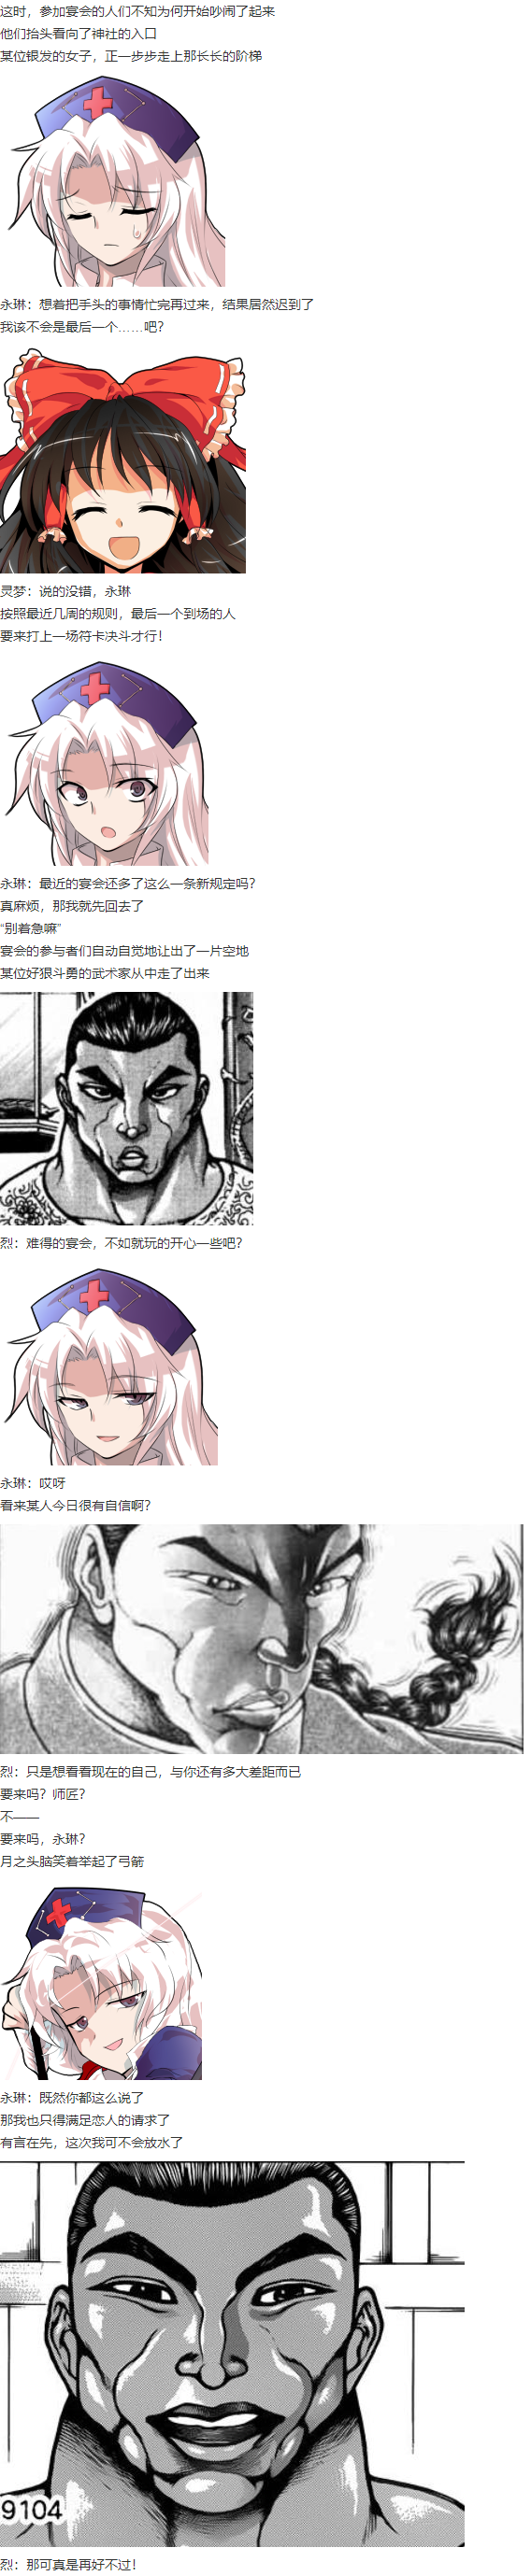 这时，参加宴会的人们不知为何开始吵闹了起来
他们抬头看向了神社的入口
某位银发的女子，正一步步走上那长长的阶梯
永琳：想着把手头的事情忙完再过来，结果居然迟到了
我该不会是最后一个……吧？
灵梦：说的没错，永琳
按照最近几周的规则，最后一个到场的人
要来打上一场符卡决斗才行！
永琳：最近的宴会还多了这么一条新规定吗？
真麻烦，那我就先回去了
“别着急嘛”
宴会的参与者们自动自觉地让出了一片空地
某位好狠斗勇的武术家从中走了出来
烈：难得的宴会，不如就玩的开心一些吧？
永琳：哎呀
看来某人今日很有自信啊？
烈：只是想看看现在的自己，与你还有多大差距而已
要来吗？师匠？
不——
要来吗，永琳？
月之头脑笑着举起了弓箭
永琳：既然你都这么说了
那我也只得满足恋人的请求了
有言在先，这次我可不会放水了
9104
烈：那可真是再好不过！